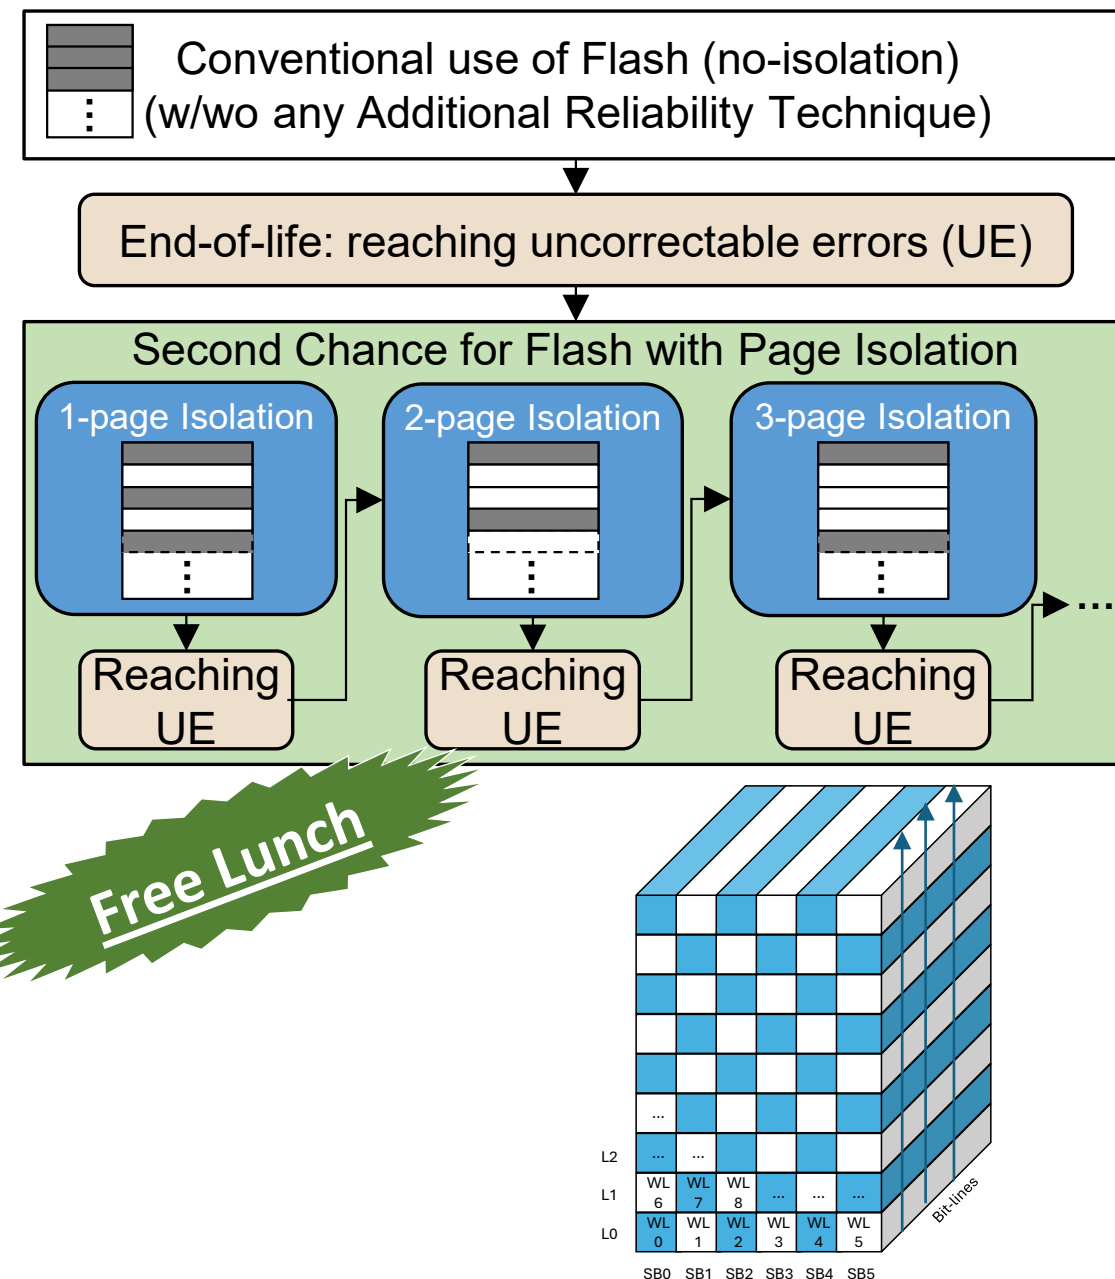 Conventional use of Flash (no-isolation)
(w/wo any Additional Reliability Technique)
⋮
End-of-life: reaching uncorrectable errors (UE)
Second Chance for Flash with Page Isolation
1-page Isolation
2-page Isolation
3-page Isolation
⋮
⋮
⋮
...
Reaching
UE
Reaching
UE
Reaching
UE
Free Lunch
...
L2
... ...
L1
WL
6
WL
7
WL
8
... ... ...
L0
WL
0
WL
1
WL
2
WL
3
WL
4
WL
5
Bit-lines
SB0 SB1 SB2 SB3 SB4 SB5